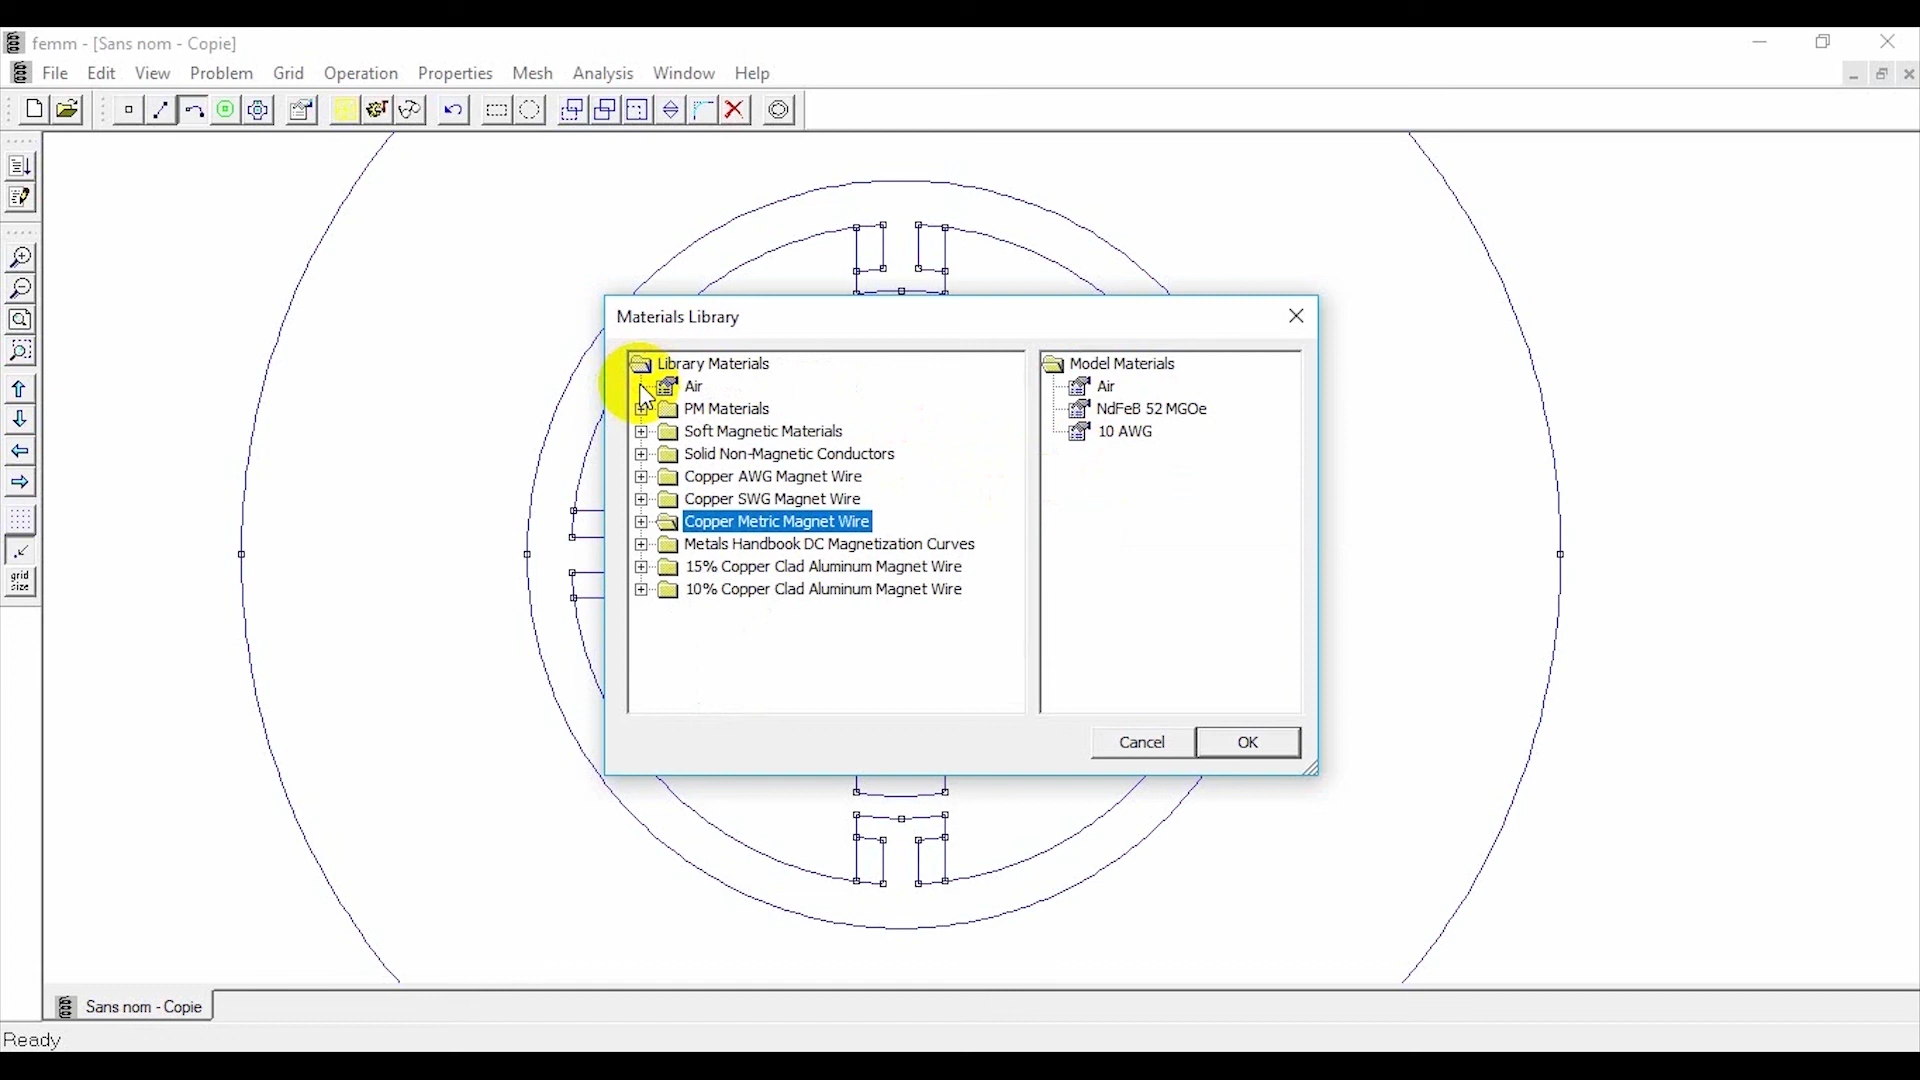 femm - [Sans nom - Copie]
File Edit View Problem Grid Operation Properties Mesh Analysis Window Help
grid
size
Materials Library
Library Materials
Air
PM Materials
Soft Magnetic Materials
Solid Non-Magnetic Conductors
Copper AWG Magnet Wire
Copper SWG Magnet Wire
Copper Metric Magnet Wire
Metals Handbook DC Magnetization Curves
15% Copper Clad Aluminum Magnet Wire
10% Copper Clad Aluminum Magnet Wire
Model Materials
Air
NdFeB 52 MGOe
10 AWG
Cancel OK
Sans nom - Copie
Ready